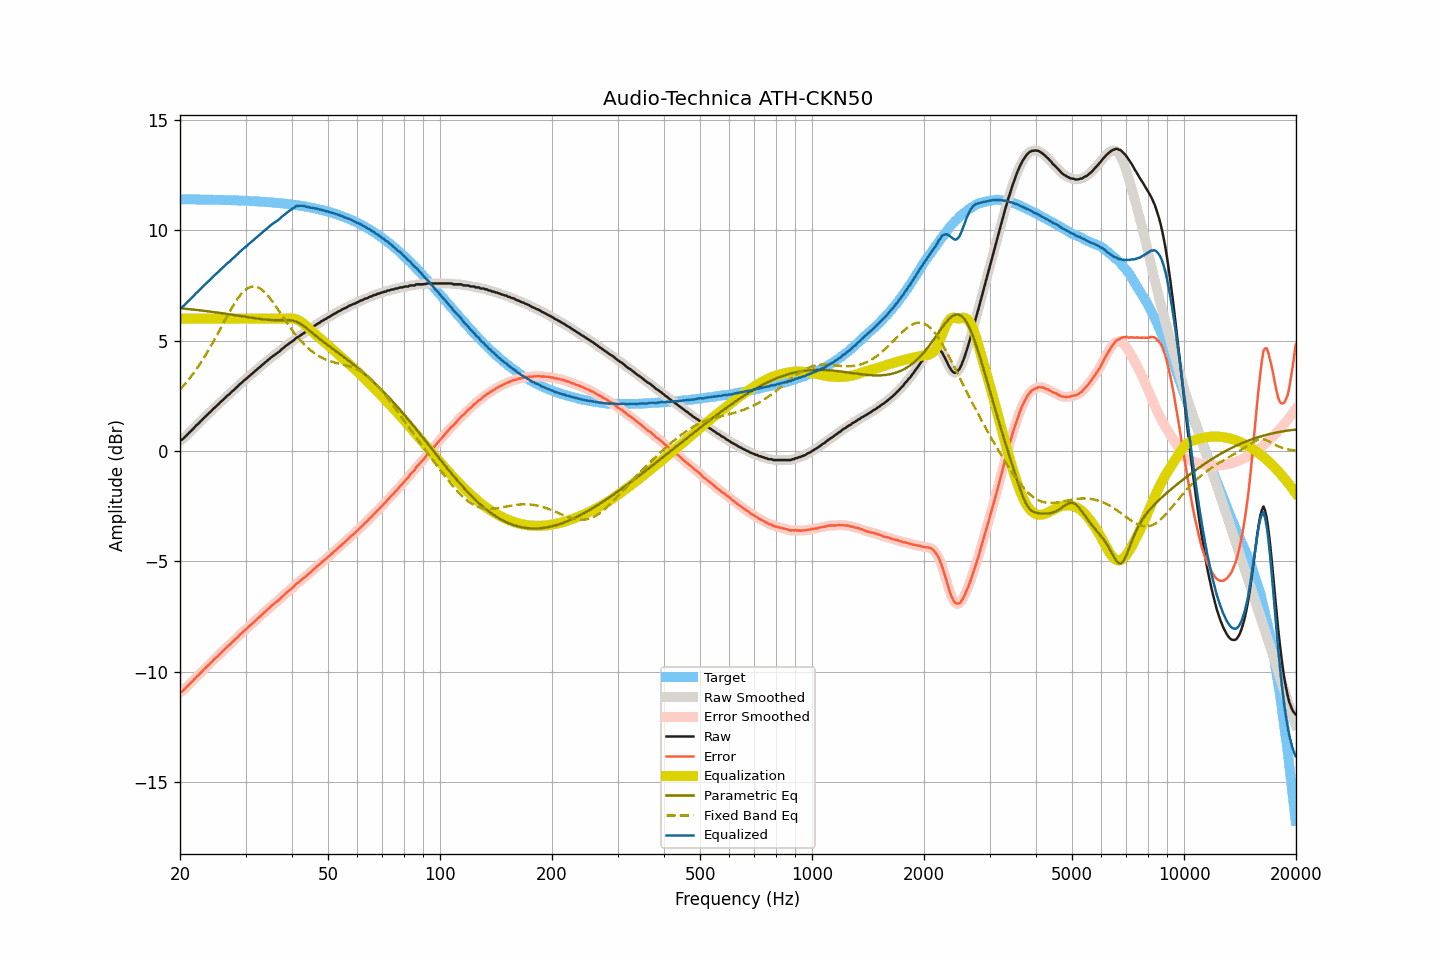 Audio-Technica ATH-CKN50
15
10
5
0
−5
−10
−15
Amplitude (dBr)
Target
Raw Smoothed
Error Smoothed
Raw
Error
Equalization
Parametric Eq
Fixed Band Eq
Equalized
20 50 100 200 500 1000 2000 5000 10000 20000
Frequency (Hz)